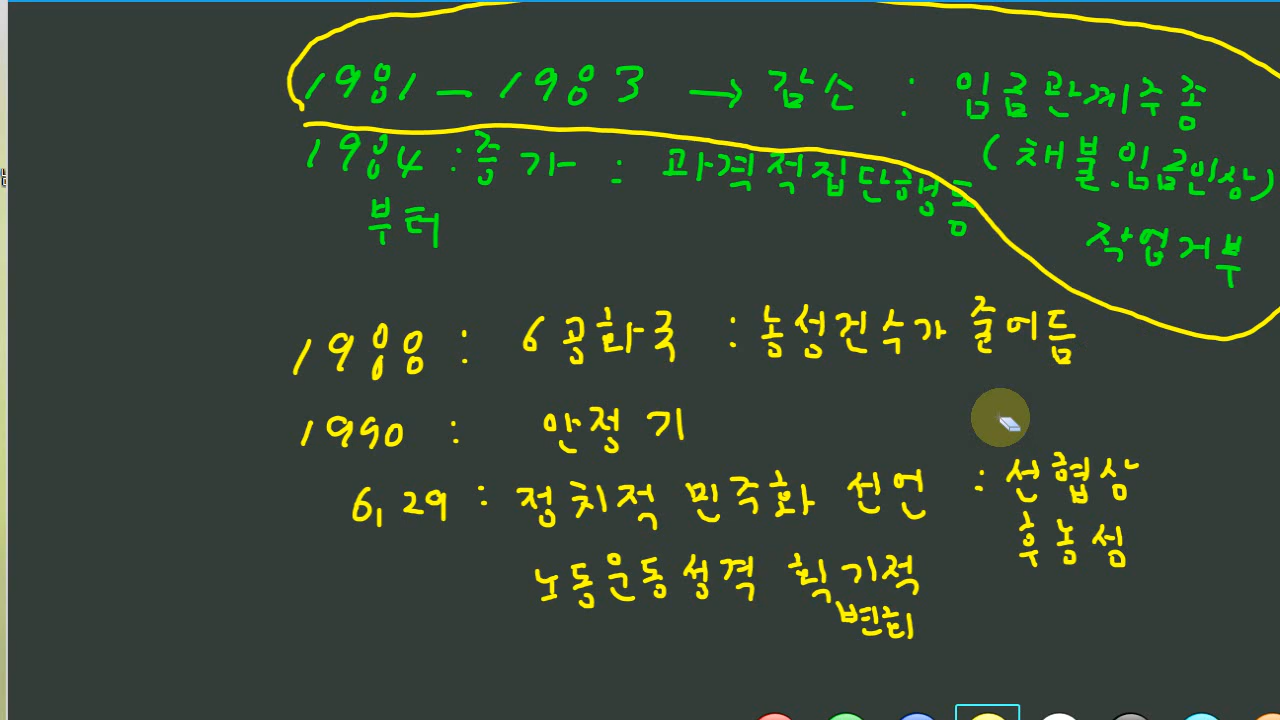 1981 - 1983 → 감소 : 임금관계주종
(체불.임금인상)
작업거부
1984 : 증가 : 과격적집단행동
부터
1988 : 6공화국 : 농성건수가 줄어듬
1990 : 안정기
6,29 : 정치적 민주화 선언 : 선협상
후농성
노동운동성격 획기적
변화